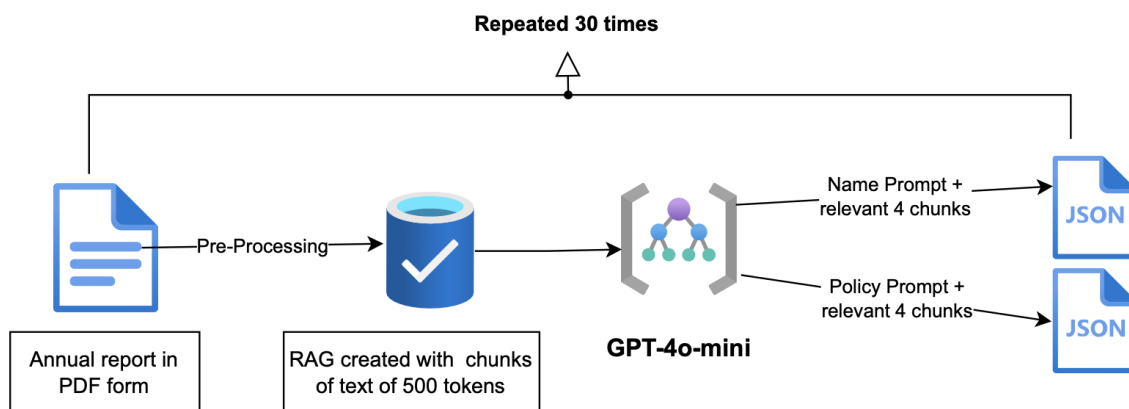 Repeated 30 times
Pre-Processing
Name Prompt +
relevant 4 chunks
JSON
Policy Prompt +
relevant 4 chunks
JSON
GPT-4o-mini
Annual report in
PDF form
RAG created with chunks
of text of 500 tokens